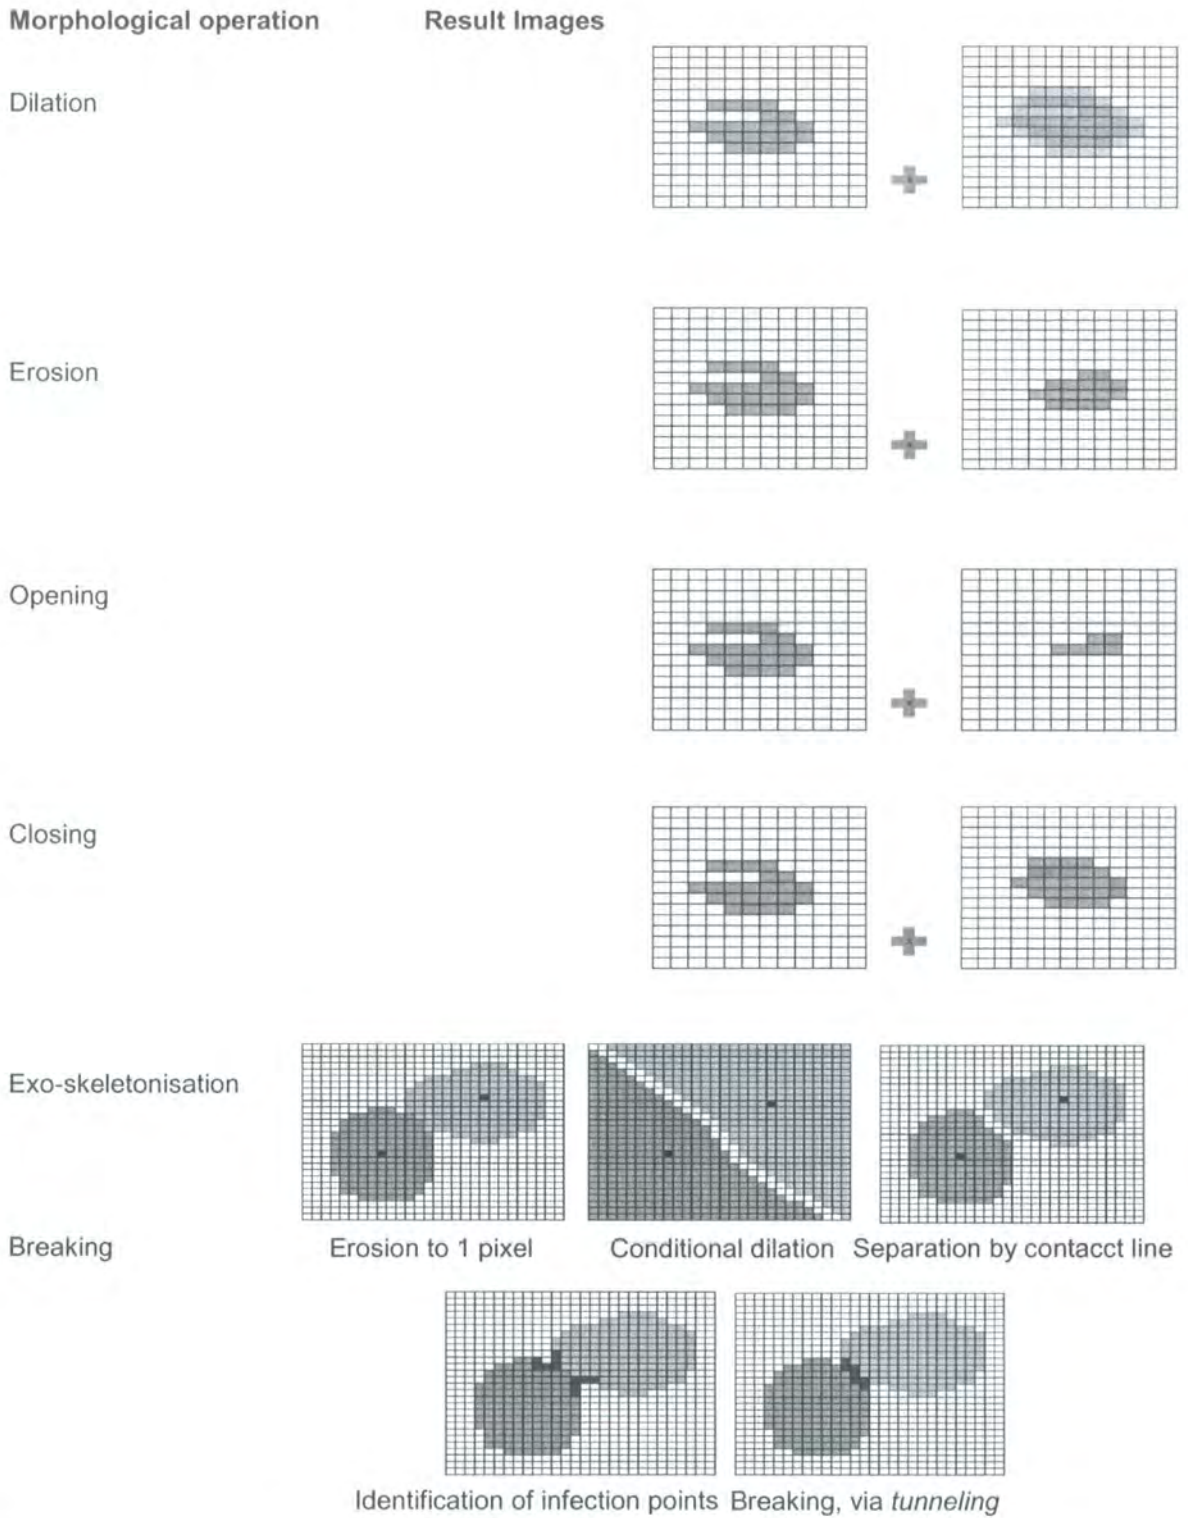 Morphological operation Result Images
Dilation
Erosion
Opening
Closing
Exo-skeletonisation
Breaking Erosion to 1 pixel Conditional dilation Separation by contacct line
Identification of infection points Breaking, via tunneling